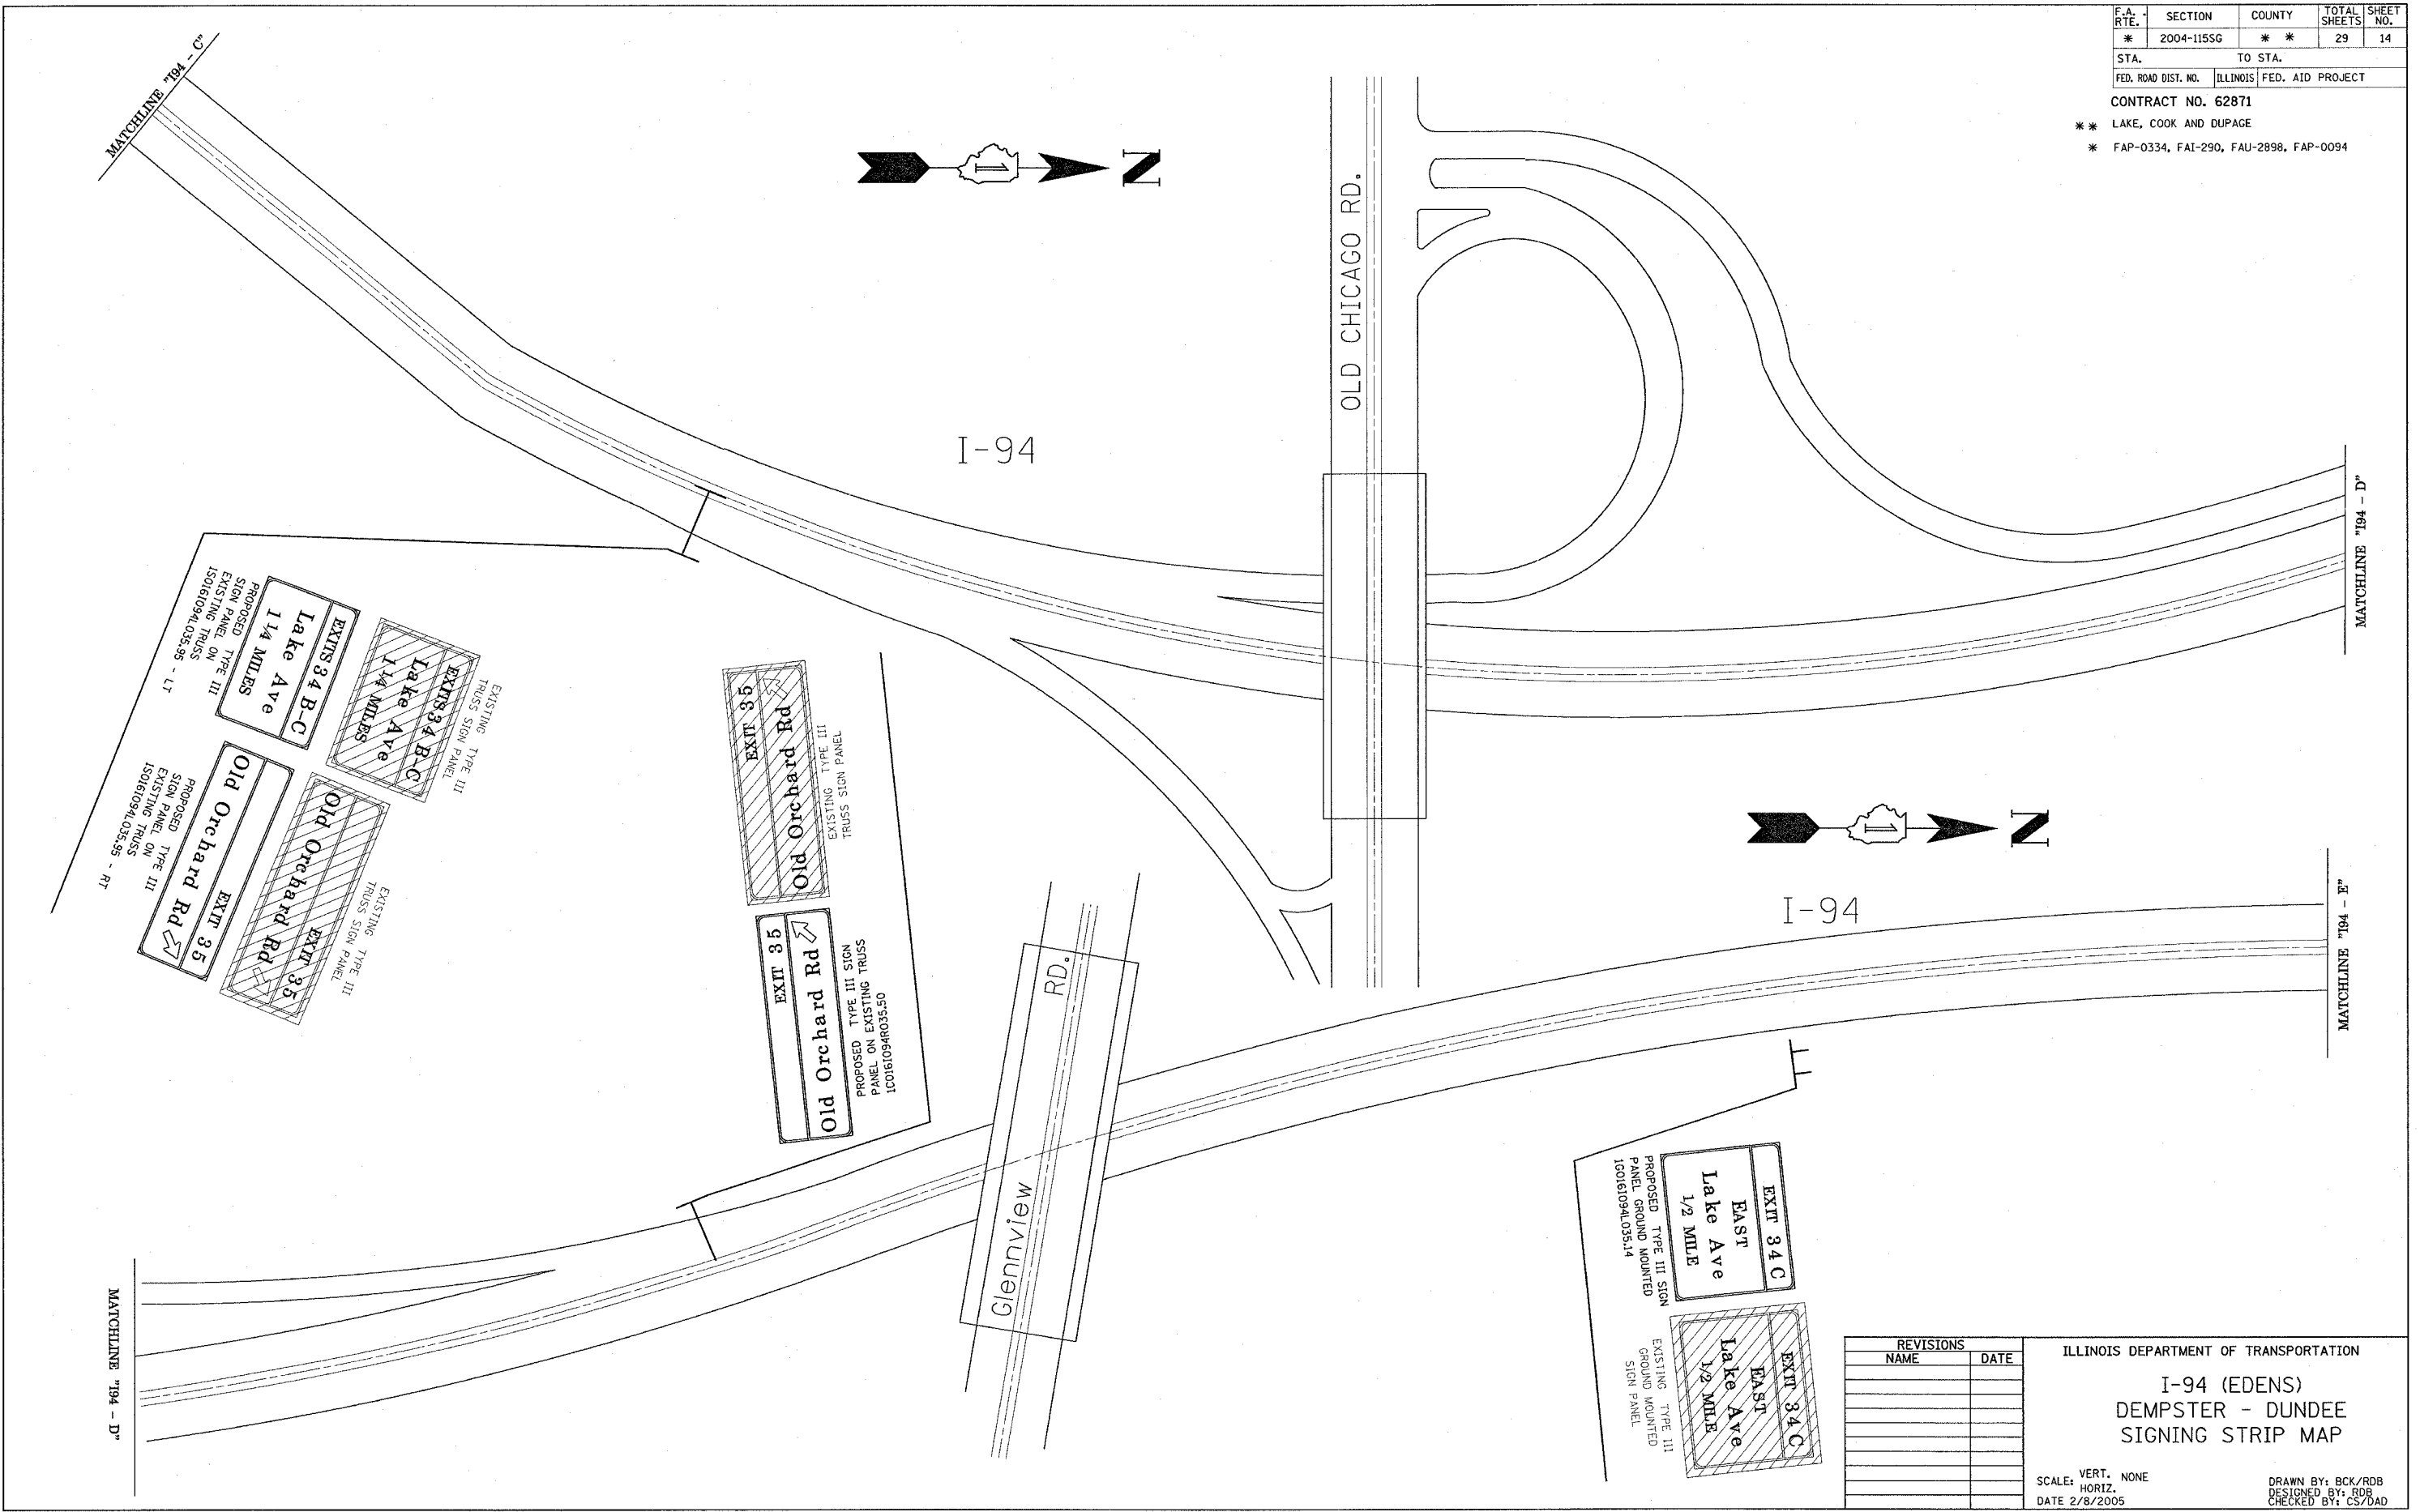 F.A. RTE. SECTION COUNTY TOTAL SHEETS SHEET NO.
* 2004-115SG * * 29 14
STA. TO STA.
FED. ROAD DIST. NO. ILLINOIS FED. AID PROJECT
CONTRACT NO. 62871
** LAKE, COOK AND DUPAGE
* FAP-0334, FAI-290, FAU-2898, FAP-0094
MATCHLINE "I94 - C"
1 N
OLD CHICAGO RD.
I-94
MATCHLINE "I94 - D"
EXITS 34 B-C
Lake Ave
1 1/4 MILES
PROPOSED TYPE III
SIGN PANEL ON
EXISTING TRUSS
1S016I094L035.95 - LT
EXITS 34 B-C
Lake Ave
1 1/4 MILES
EXISTING TYPE III
TRUSS SIGN PANEL
EXIT 35
Old Orchard Rd
PROPOSED TYPE III
SIGN PANEL ON
EXISTING TRUSS
1S016I094L035.95 - RT
EXIT 35
Old Orchard Rd
EXISTING TYPE III
TRUSS SIGN PANEL
EXIT 35
Old Orchard Rd
EXISTING TYPE III
TRUSS SIGN PANEL
EXIT 35
Old Orchard Rd
PROPOSED TYPE III SIGN
PANEL ON EXISTING TRUSS
1C016I094R035.50
1 N
I-94
MATCHLINE "I94 - E"
Glennview RD.
MATCHLINE "I94 - D"
EXIT 34 C
EAST
Lake Ave
1/2 MILE
PROPOSED TYPE III SIGN
PANEL GROUND MOUNTED
1G016I094L035.14
EXIT 34 C
EAST
Lake Ave
1/2 MILE
EXISTING TYPE III
GROUND MOUNTED
SIGN PANEL
REVISIONS
NAME DATE
ILLINOIS DEPARTMENT OF TRANSPORTATION
I-94 (EDENS)
DEMPSTER - DUNDEE
SIGNING STRIP MAP
SCALE: VERT. NONE
HORIZ.
DATE 2/8/2005
DRAWN BY: BCK/RDB
DESIGNED BY: RDB
CHECKED BY: CS/DAD